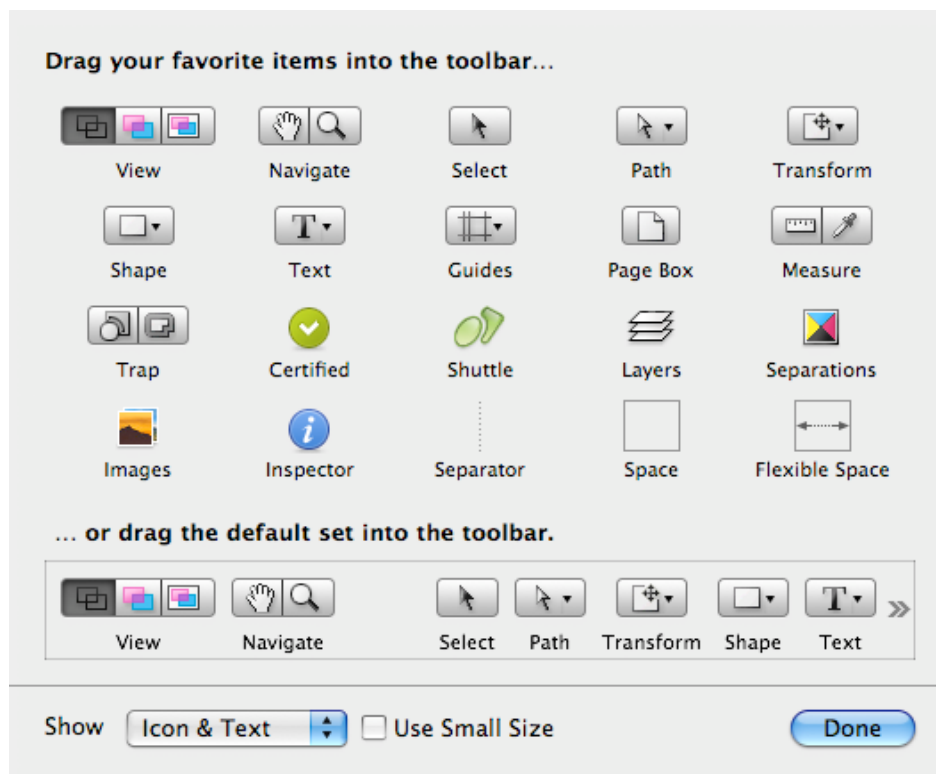 Drag your favorite items into the toolbar...
View Navigate Select Path Transform
Shape Text Guides Page Box Measure
Trap Certified Shuttle Layers Separations
Images Inspector Separator Space Flexible Space
... or drag the default set into the toolbar.
View Navigate Select Path Transform Shape Text
Show Icon & Text Use Small Size Done